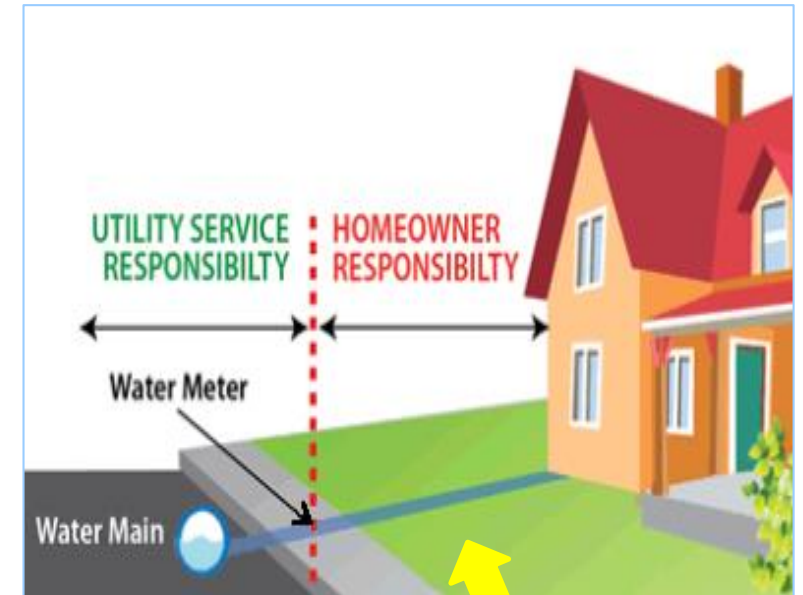 UTILITY SERVICE
RESPONSIBILTY
HOMEOWNER
RESPONSIBILTY
Water Meter
Water Main